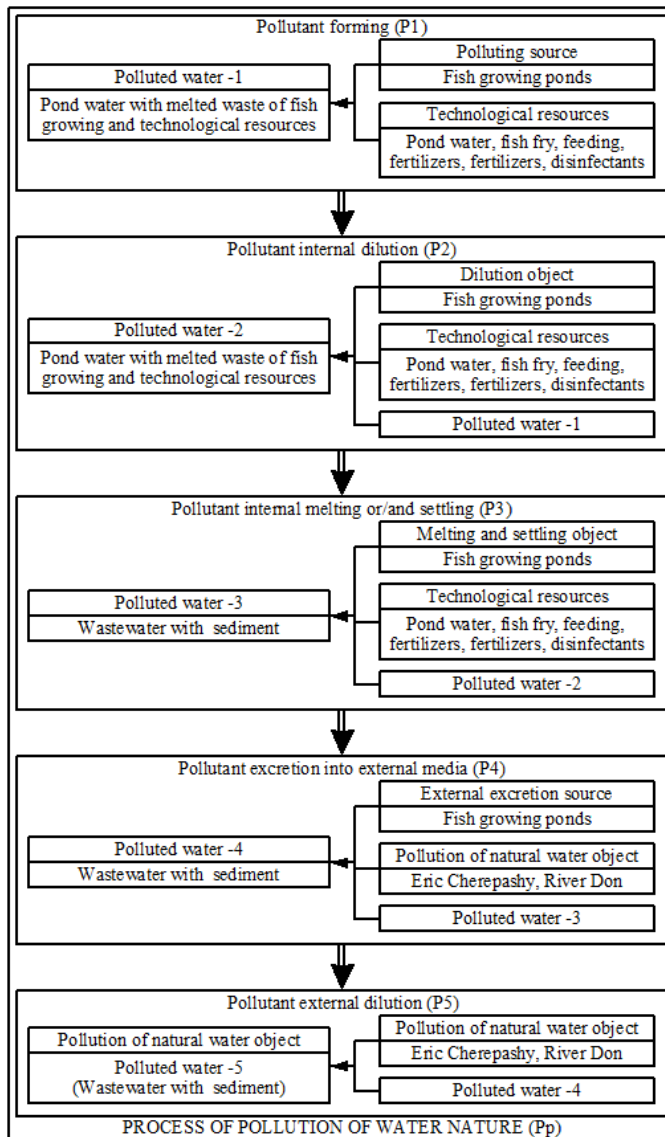 Pollutant forming (P1)
Polluting source
Fish growing ponds
Polluted water -1
Pond water with melted waste of fish
growing and technological resources
Technological resources
Pond water, fish fry, feeding,
fertilizers, fertilizers, disinfectants
Pollutant internal dilution (P2)
Dilution object
Fish growing ponds
Polluted water -2
Pond water with melted waste of fish
growing and technological resources
Technological resources
Pond water, fish fry, feeding,
fertilizers, fertilizers, disinfectants
Polluted water -1
Pollutant internal melting or/and settling (P3)
Melting and settling object
Fish growing ponds
Polluted water -3
Wastewater with sediment
Technological resources
Pond water, fish fry, feeding,
fertilizers, fertilizers, disinfectants
Polluted water -2
Pollutant excretion into external media (P4)
External excretion source
Fish growing ponds
Polluted water -4
Wastewater with sediment
Pollution of natural water object
Eric Cherepashy, River Don
Polluted water -3
Pollutant external dilution (P5)
Pollution of natural water object
Polluted water -5
(Wastewater with sediment)
Pollution of natural water object
Eric Cherepashy, River Don
Polluted water -4
PROCESS OF POLLUTION OF WATER NATURE (Pp)